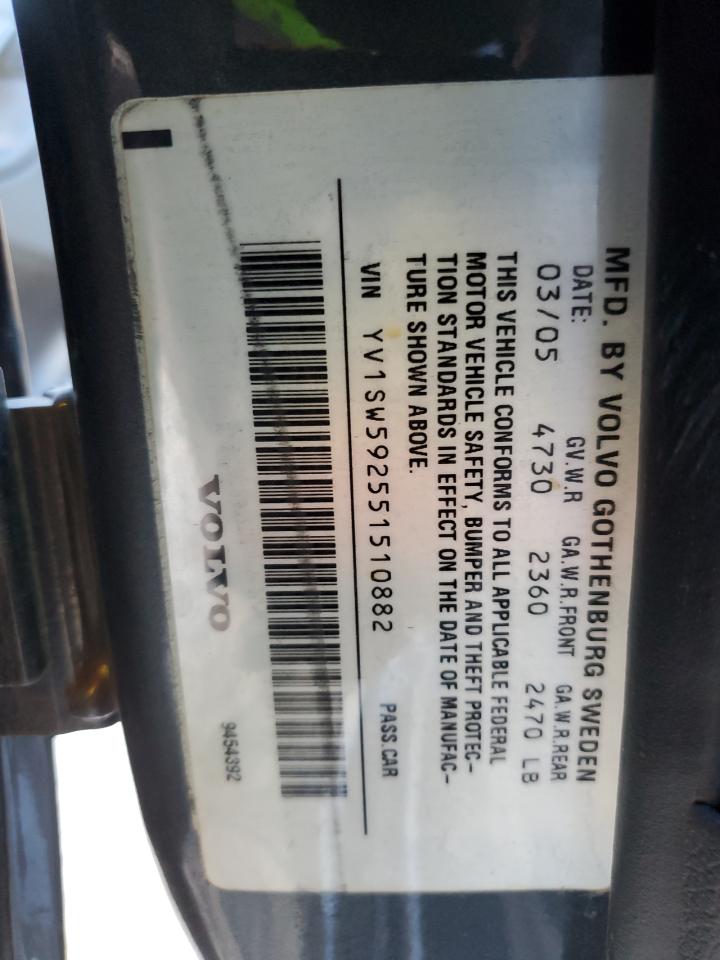 MFD. BY VOLVO GOTHENBURG SWEDEN
DATE: GV.W.R GA.W.R.FRONT GA.W.R.REAR
03/05 4730 2360 2470 LB
THIS VEHICLE CONFORMS TO ALL APPLICABLE FEDERAL
MOTOR VEHICLE SAFETY, BUMPER AND THEFT PROTEC-
TION STANDARDS IN EFFECT ON THE DATE OF MANUFAC-
TURE SHOWN ABOVE.
VIN YV1SW592551510882 PASS.CAR
VOLVO
9454392